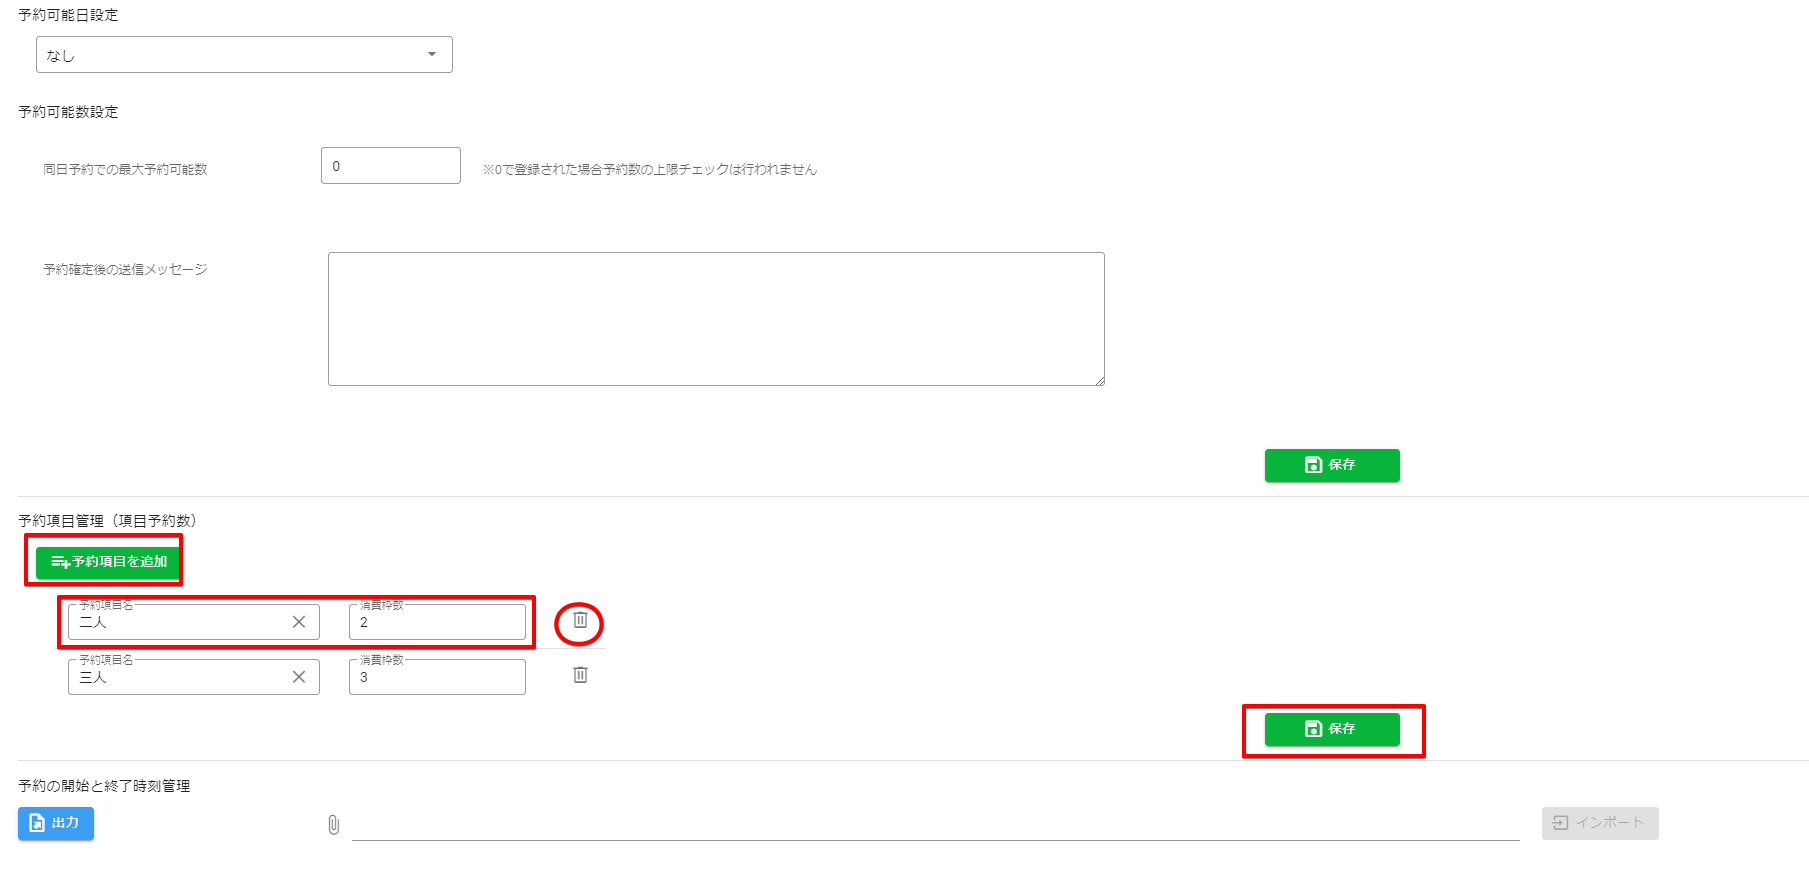 予約可能日設定
なし
予約可能数設定
同日予約での最大予約可能数
0
※0で登録された場合予約数の上限チェックは行われません
予約確定後の送信メッセージ
保存
予約項目管理（項目予約数）
予約項目を追加
予約項目名
二人
消費枠数
2
予約項目名
三人
消費枠数
3
保存
予約の開始と終了時刻管理
出力
インポート